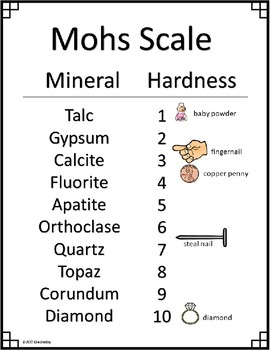 Mohs Scale
Mineral Hardness
Talc 1 baby powder
Gypsum 2
fingernail
Calcite 3
copper penny
Fluorite 4
Apatite 5
Orthoclase 6
steal nail
Quartz 7
Topaz 8
Corundum 9
Diamond 10 diamond